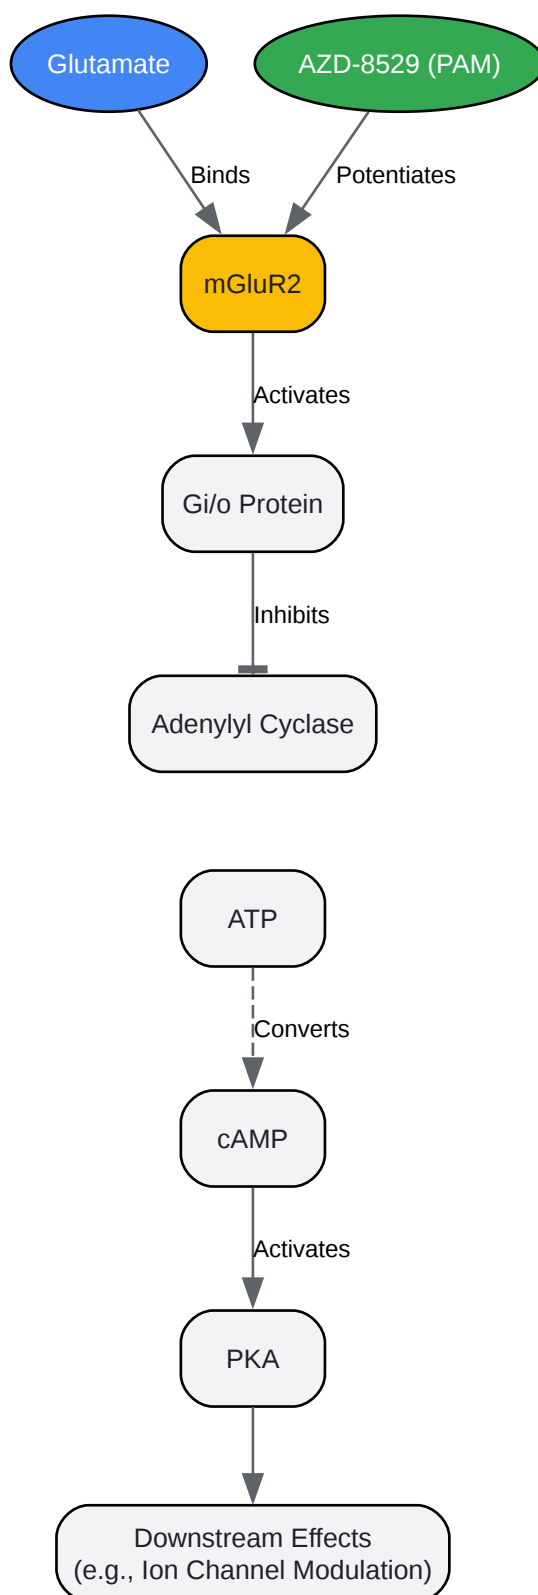 Glutamate
AZD-8529 (PAM)
Binds
Potentiates
mGluR2
Activates
Gi/o Protein
Inhibits
Adenylyl Cyclase
ATP
Converts
cAMP
Activates
PKA
Downstream Effects
(e.g., Ion Channel Modulation)